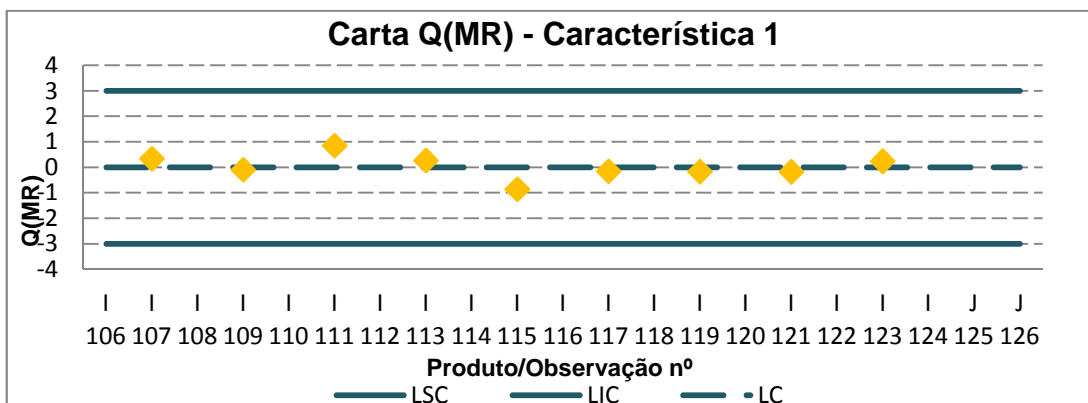 Carta Q(MR) - Característica 1
Q(MR)
4
3
2
1
0
-1
-2
-3
-4
I I I I I I I I I I I I I I I I I I I J J
106 107 108 109 110 111 112 113 114 115 116 117 118 119 120 121 122 123 124 125 126
Produto/Observação nº
LSC LIC LC